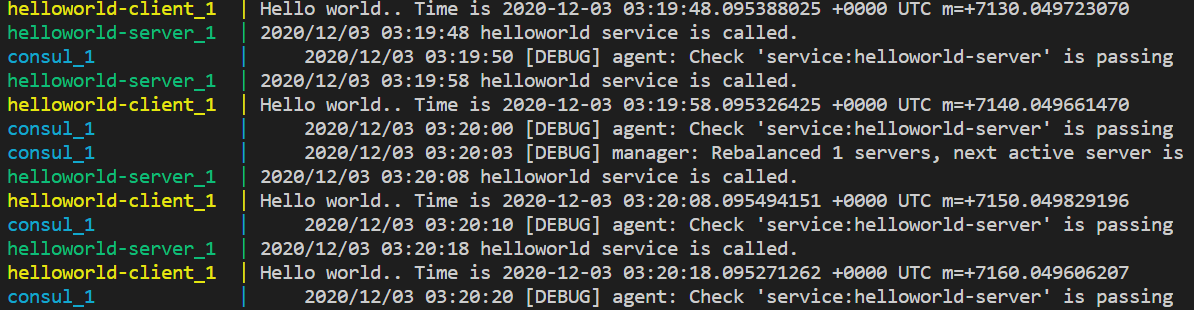 helloworld-client_1 | Hello world.. Time is 2020-12-03 03:19:48.095388025 +0000 UTC m=+7130.049723070
helloworld-server_1 | 2020/12/03 03:19:48 helloworld service is called.
consul_1 | 2020/12/03 03:19:50 [DEBUG] agent: Check 'service:helloworld-server' is passing
helloworld-server_1 | 2020/12/03 03:19:58 helloworld service is called.
helloworld-client_1 | Hello world.. Time is 2020-12-03 03:19:58.095326425 +0000 UTC m=+7140.049661470
consul_1 | 2020/12/03 03:20:00 [DEBUG] agent: Check 'service:helloworld-server' is passing
consul_1 | 2020/12/03 03:20:03 [DEBUG] manager: Rebalanced 1 servers, next active server is
helloworld-server_1 | 2020/12/03 03:20:08 helloworld service is called.
helloworld-client_1 | Hello world.. Time is 2020-12-03 03:20:08.095494151 +0000 UTC m=+7150.049829196
consul_1 | 2020/12/03 03:20:10 [DEBUG] agent: Check 'service:helloworld-server' is passing
helloworld-server_1 | 2020/12/03 03:20:18 helloworld service is called.
helloworld-client_1 | Hello world.. Time is 2020-12-03 03:20:18.095271262 +0000 UTC m=+7160.049606207
consul_1 | 2020/12/03 03:20:20 [DEBUG] agent: Check 'service:helloworld-server' is passing